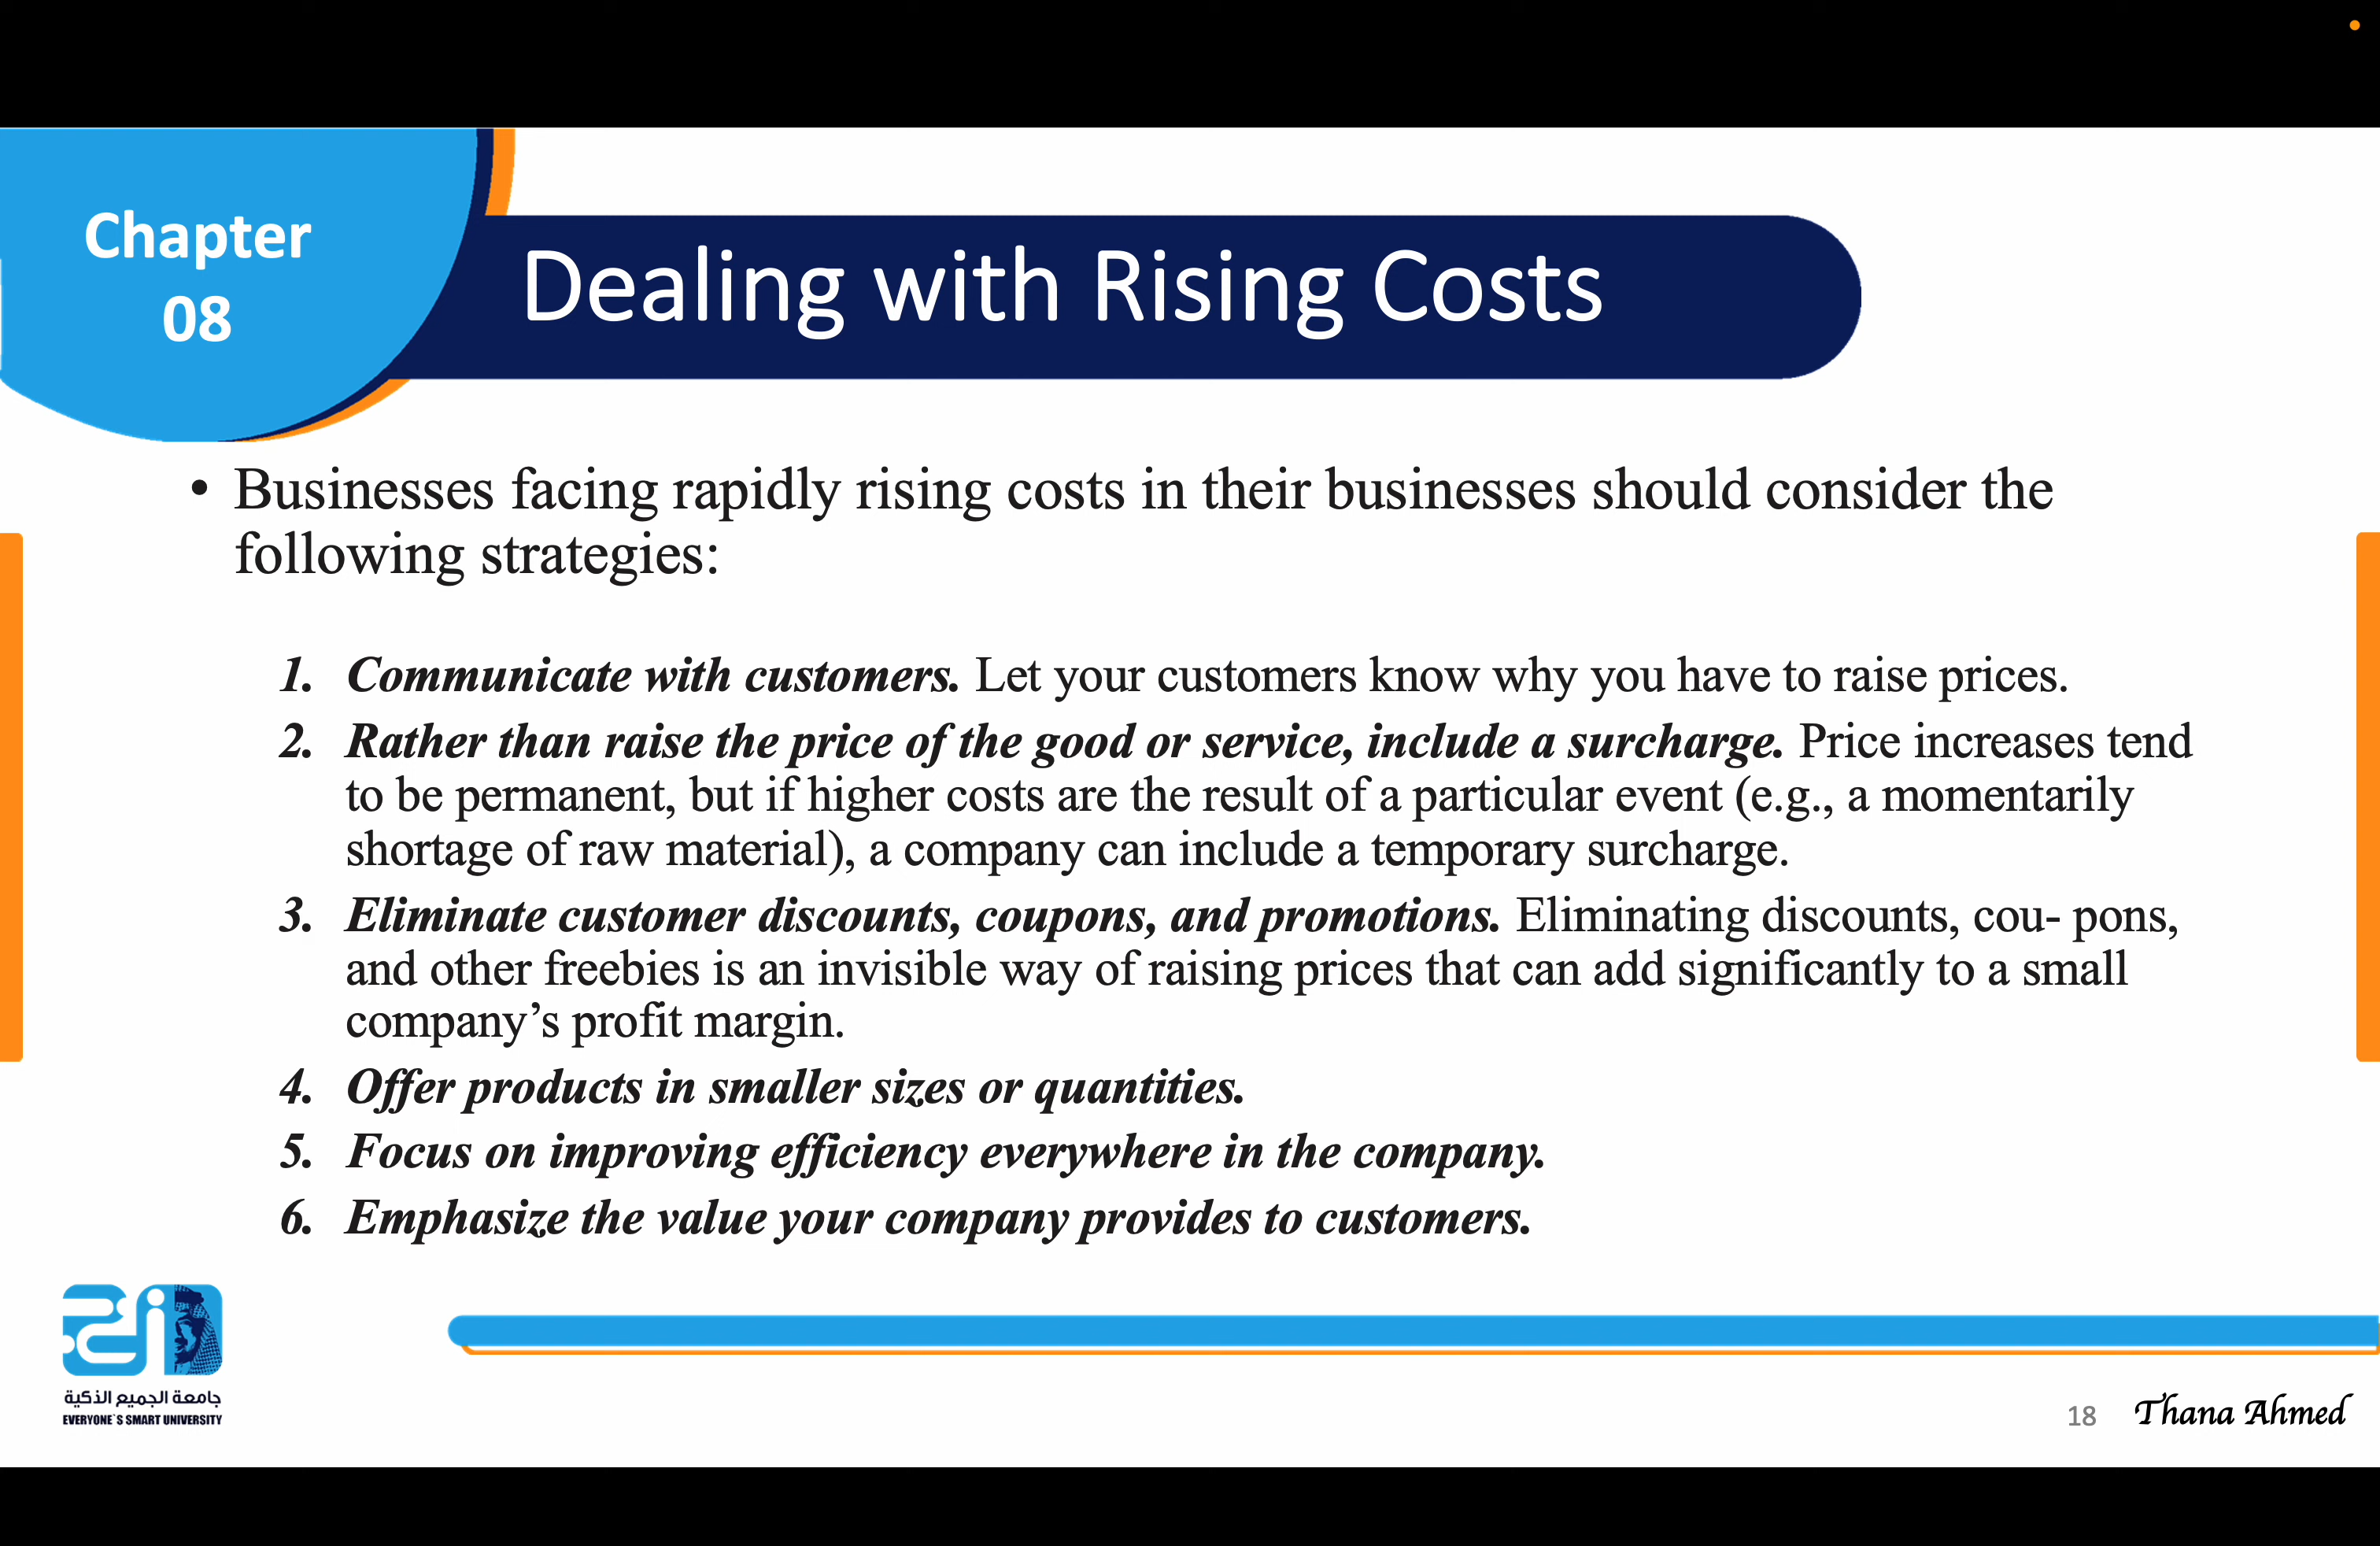 Chapter
08
Dealing with Rising Costs
• Businesses facing rapidly rising costs in their businesses should consider the
following strategies:
1. Communicate with customers. Let your customers know why you have to raise prices.
2. Rather than raise the price of the good or service, include a surcharge. Price increases tend
to be permanent, but if higher costs are the result of a particular event (e.g., a momentarily
shortage of raw material), a company can include a temporary surcharge.
3. Eliminate customer discounts, coupons, and promotions. Eliminating discounts, cou- pons,
and other freebies is an invisible way of raising prices that can add significantly to a small
company’s profit margin.
4. Offer products in smaller sizes or quantities.
5. Focus on improving efficiency everywhere in the company.
6. Emphasize the value your company provides to customers.
جامعة الجميع الذكية
EVERYONE`S SMART UNIVERSITY
18 Thana Ahmed